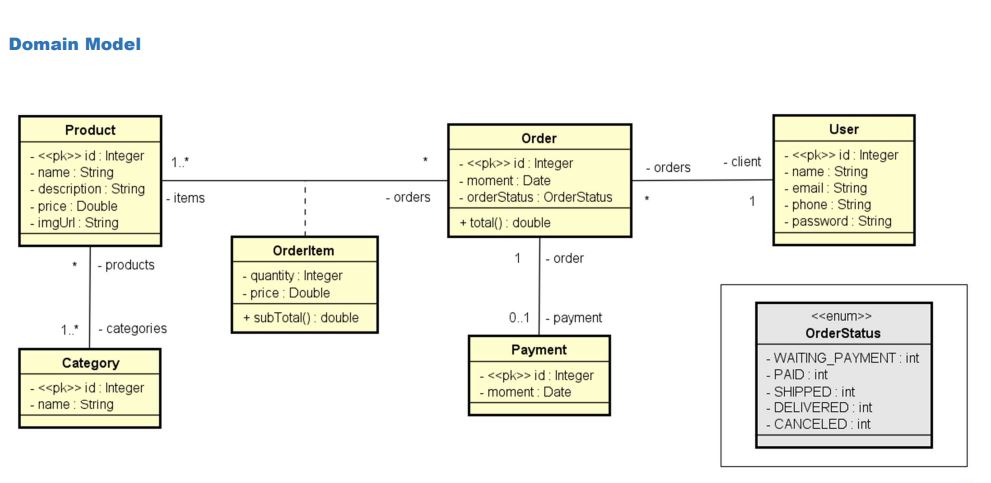 Domain Model
Product
- <<pk>> id : Integer
- name : String
- description : String
- price : Double
- imgUrl : String
1..*
- items
*
- orders
Order
- <<pk>> id : Integer
- moment : Date
- orderStatus : OrderStatus
+ total() : double
- orders
*
- client
1
User
- <<pk>> id : Integer
- name : String
- email : String
- phone : String
- password : String
OrderItem
- quantity : Integer
- price : Double
+ subTotal() : double
* - products
1..* - categories
Category
- <<pk>> id : Integer
- name : String
1 - order
0..1 - payment
Payment
- <<pk>> id : Integer
- moment : Date
<<enum>>
OrderStatus
- WAITING_PAYMENT : int
- PAID : int
- SHIPPED : int
- DELIVERED : int
- CANCELED : int